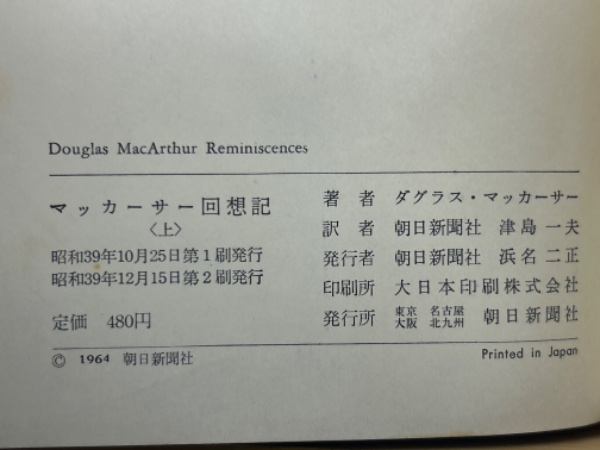 Douglas MacArthur Reminiscences
マッカーサー回想記
〈上〉
昭和39年10月25日第1刷発行
昭和39年12月15日第2刷発行
定価 480円
著者 ダグラス・マッカーサー
訳者 朝日新聞社 津島一夫
発行者 朝日新聞社 浜名二正
印刷所 大日本印刷株式会社
発行所 東京 名古屋 大阪 北九州 朝日新聞社
© 1964 朝日新聞社
Printed in Japan